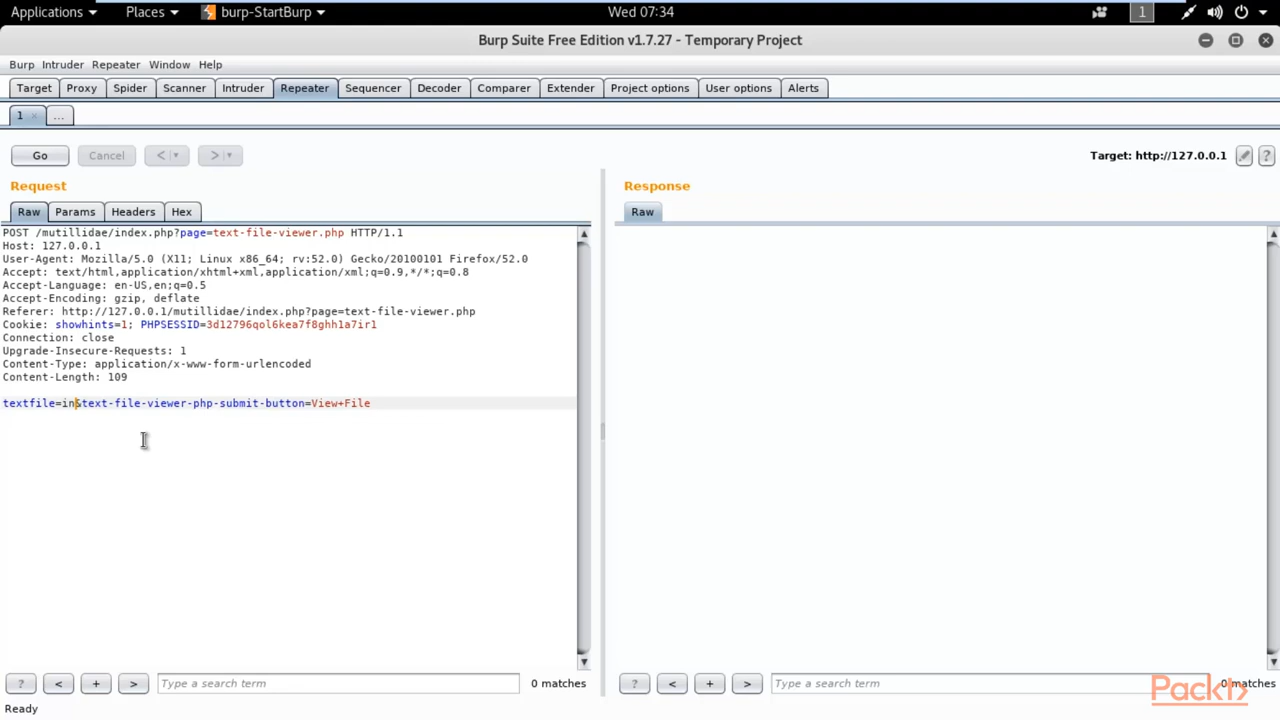 Applications Places burp-StartBurp Wed 07:34 1
Burp Suite Free Edition v1.7.27 - Temporary Project
Burp Intruder Repeater Window Help
Target Proxy Spider Scanner Intruder Repeater Sequencer Decoder Comparer Extender Project options User options Alerts
1 × ...
Go Cancel < > Target: http://127.0.0.1 ?
Request Response
Raw Params Headers Hex Raw
POST /mutillidae/index.php?page=text-file-viewer.php HTTP/1.1
Host: 127.0.0.1
User-Agent: Mozilla/5.0 (X11; Linux x86_64; rv:52.0) Gecko/20100101 Firefox/52.0
Accept: text/html,application/xhtml+xml,application/xml;q=0.9,*/*;q=0.8
Accept-Language: en-US,en;q=0.5
Accept-Encoding: gzip, deflate
Referer: http://127.0.0.1/mutillidae/index.php?page=text-file-viewer.php
Cookie: showhints=1; PHPSESSID=3d12796qol6kea7f8ghh1a7ir1
Connection: close
Upgrade-Insecure-Requests: 1
Content-Type: application/x-www-form-urlencoded
Content-Length: 109
textfile=in&text-file-viewer-php-submit-button=View+File
? < + > Type a search term 0 matches ? < + > Type a search term 0 matches
Packt>
Ready